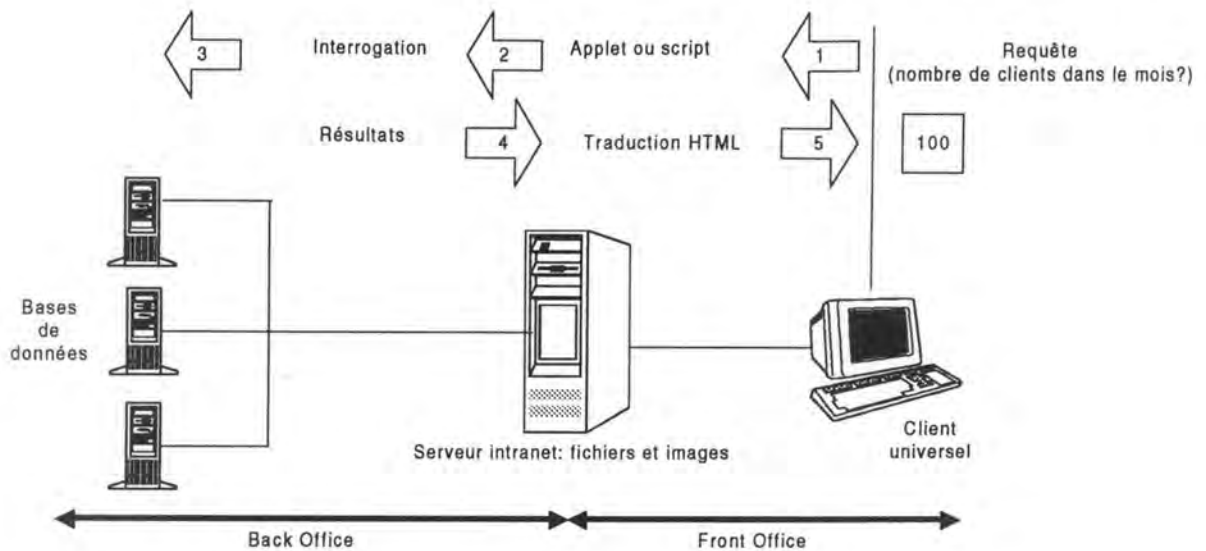 3
Interrogation
2
Applet ou script
1
Requête
(nombre de clients dans le mois?)
Résultats
4
Traduction HTML
5
100
Bases
de
données
Client
universel
Serveur intranet: fichiers et images
Back Office
Front Office